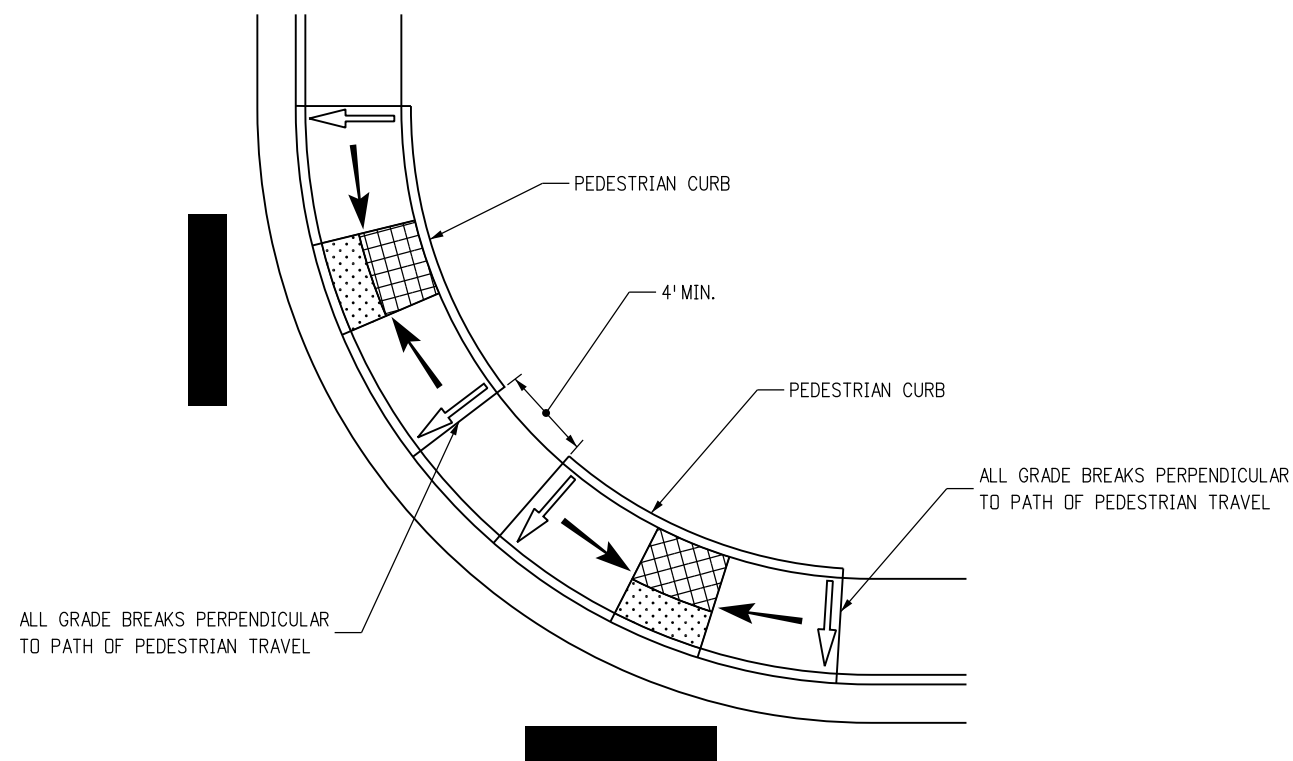 PEDESTRIAN CURB
4' MIN.
PEDESTRIAN CURB
ALL GRADE BREAKS PERPENDICULAR
TO PATH OF PEDESTRIAN TRAVEL
ALL GRADE BREAKS PERPENDICULAR
TO PATH OF PEDESTRIAN TRAVEL